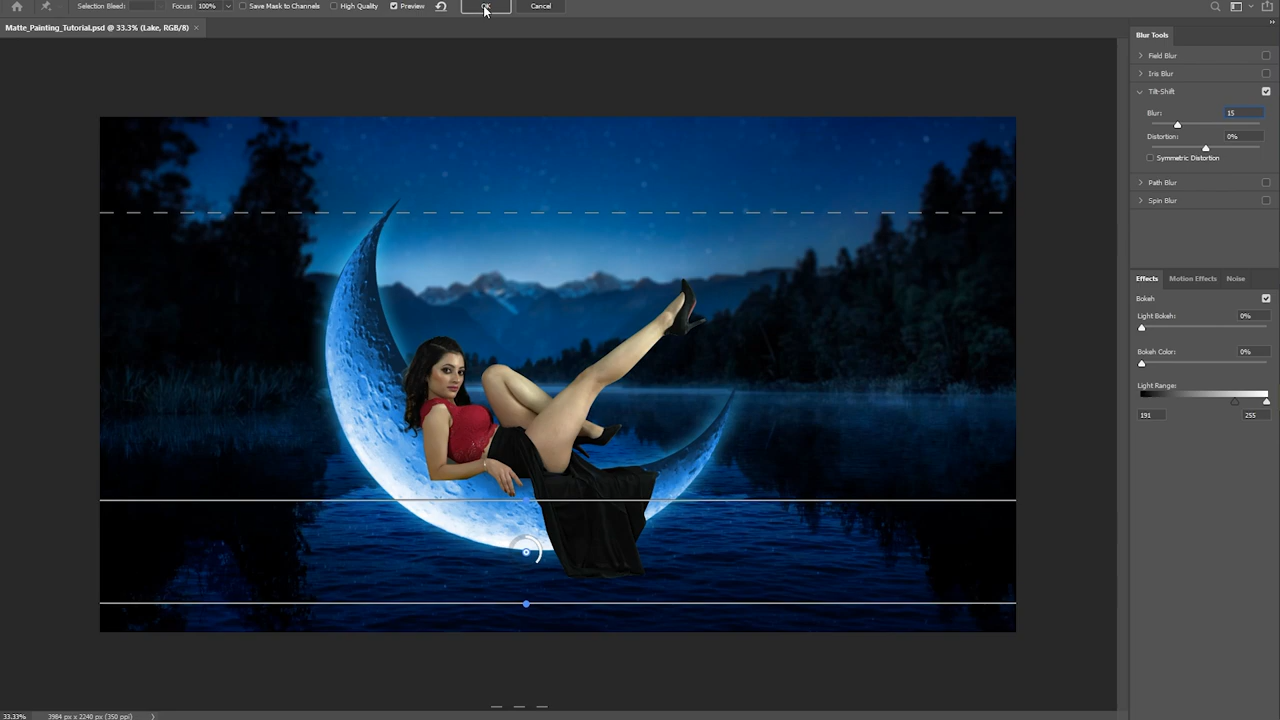 Selection Bleed: Focus: 100% Save Mask to Channels High Quality Preview OK Cancel
Matte_Painting_Tutorial.psd @ 33.3% (Lake, RGB/8) ×
Blur Tools
Field Blur
Iris Blur
Tilt-Shift
Blur: 15
Distortion: 0%
Symmetric Distortion
Path Blur
Spin Blur
Effects Motion Effects Noise
Bokeh
Light Bokeh: 0%
Bokeh Color: 0%
Light Range:
191 255
33.33% 3984 px x 2240 px (350 ppi)